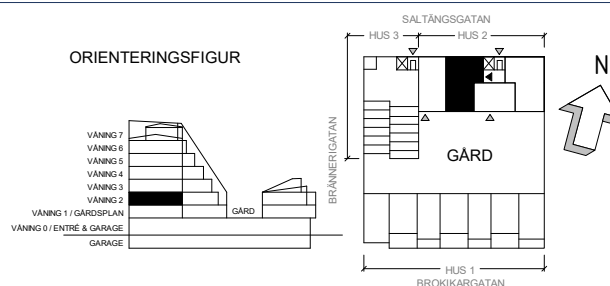 ORIENTERINGSFIGUR
VÅNING 7
VÅNING 6
VÅNING 5
VÅNING 4
VÅNING 3
VÅNING 2
VÅNING 1 / GÅRDSPLAN
VÅNING 0 / ENTRÉ & GARAGE
GARAGE
GÅRD
SALTÄNGSGATAN
HUS 3
HUS 2
BRÄNNERIGATAN
GÅRD
HUS 1
BROKIKARGATAN
N